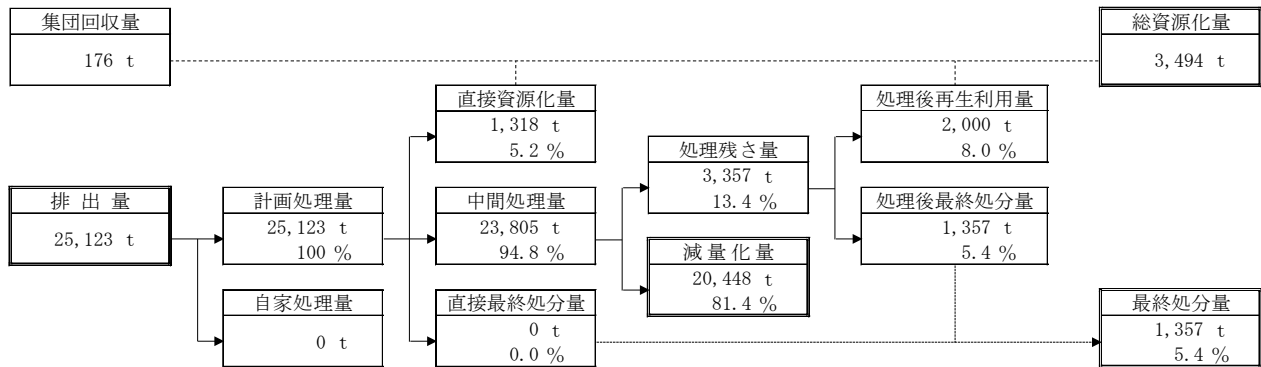 集団回収量
176 t
総資源化量
3,494 t
直接資源化量
1,318 t
5.2 %
処理後再生利用量
2,000 t
8.0 %
処理残さ量
3,357 t
13.4 %
排出量
25,123 t
計画処理量
25,123 t
100 %
中間処理量
23,805 t
94.8 %
処理後最終処分量
1,357 t
5.4 %
減量化量
20,448 t
81.4 %
自家処理量
0 t
直接最終処分量
0 t
0.0 %
最終処分量
1,357 t
5.4 %